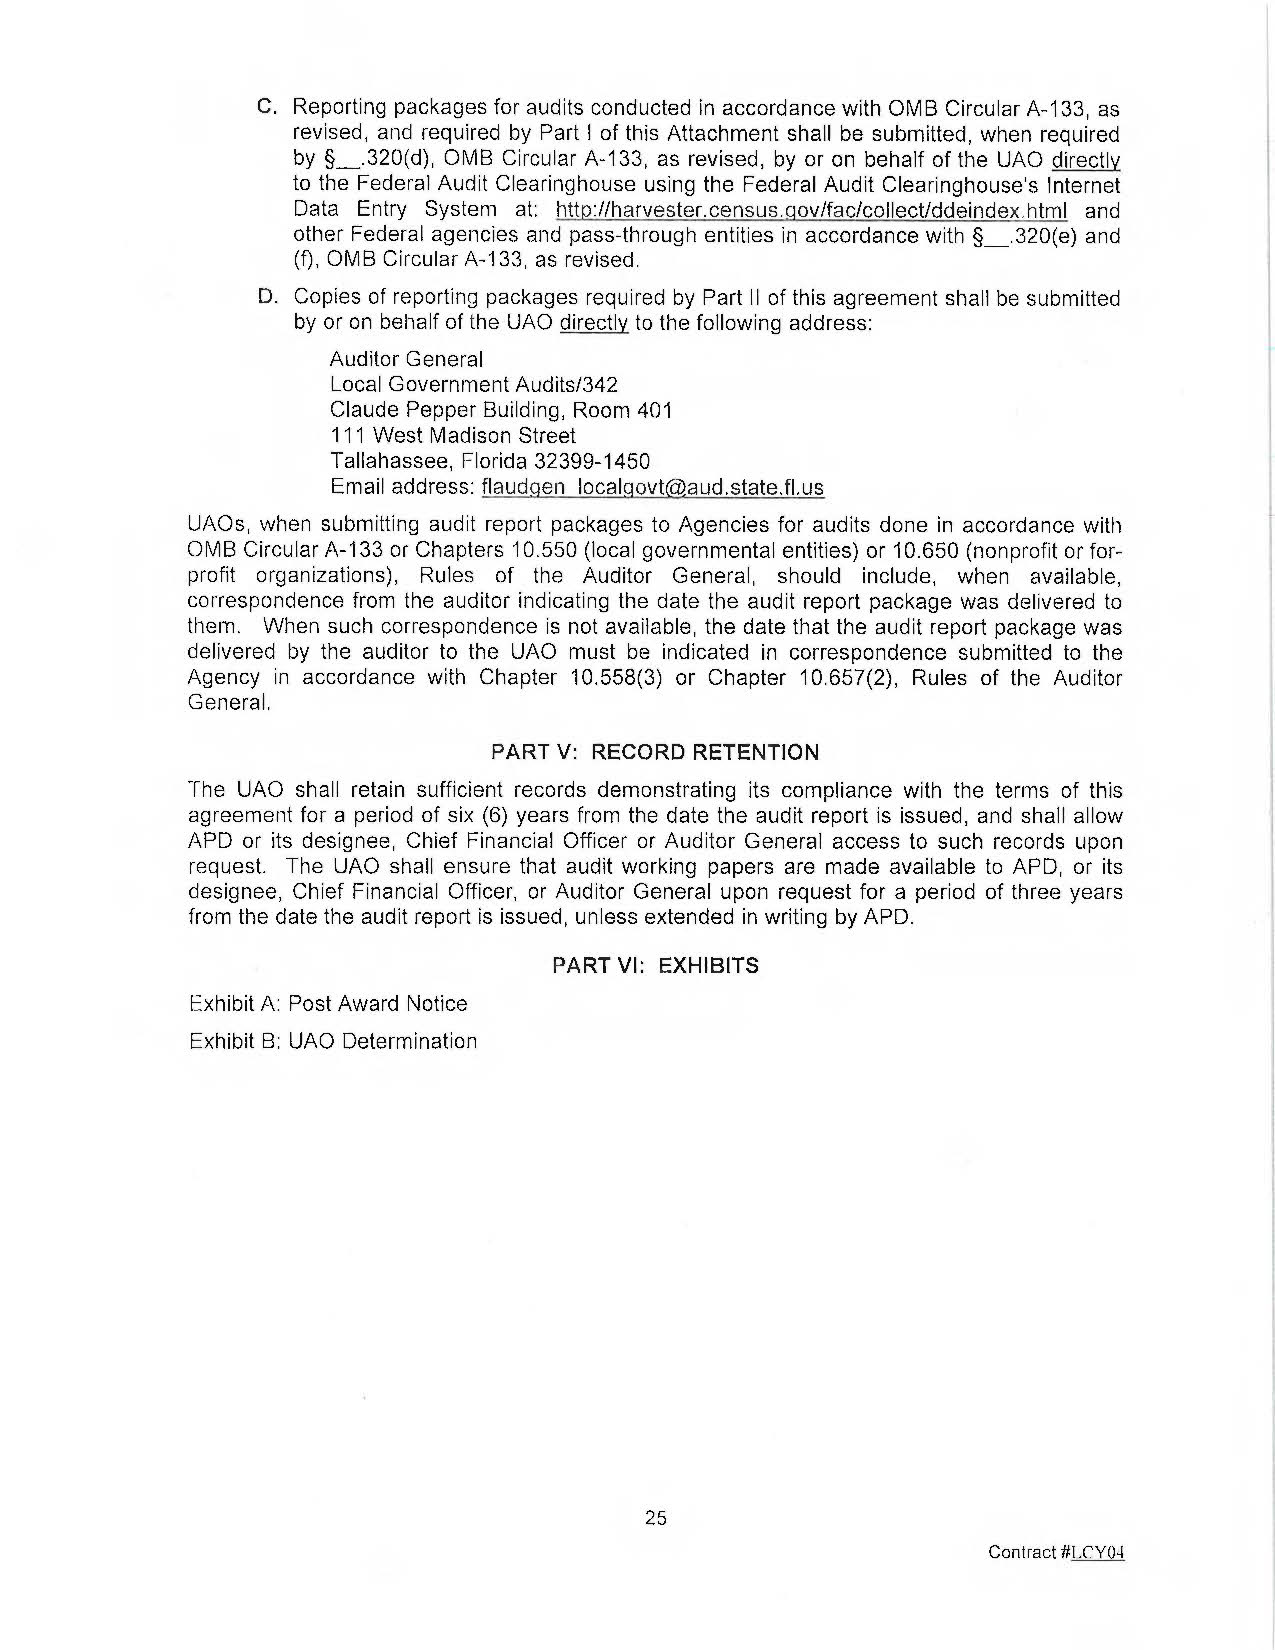 C. Reporting packages for audits conducted in accordance with OMB Circular A-133, as
revised, and required by Part I of this Attachment shall be submitted, when required
by §__.320(d), OMB Circular A-133, as revised, by or on behalf of the UAO directly
to the Federal Audit Clearinghouse using the Federal Audit Clearinghouse's Internet
Data Entry System at: http://harvester.census.gov/fac/collect/ddeindex.html and
other Federal agencies and pass-through entities in accordance with §__.320(e) and
(f), OMB Circular A-133, as revised.
D. Copies of reporting packages required by Part II of this agreement shall be submitted
by or on behalf of the UAO directly to the following address:
Auditor General
Local Government Audits/342
Claude Pepper Building, Room 401
111 West Madison Street
Tallahassee, Florida 32399-1450
Email address: flaudgen_localgovt@aud.state.fl.us
UAOs, when submitting audit report packages to Agencies for audits done in accordance with
OMB Circular A-133 or Chapters 10.550 (local governmental entities) or 10.650 (nonprofit or for-
profit organizations), Rules of the Auditor General, should include, when available,
correspondence from the auditor indicating the date the audit report package was delivered to
them. When such correspondence is not available, the date that the audit report package was
delivered by the auditor to the UAO must be indicated in correspondence submitted to the
Agency in accordance with Chapter 10.558(3) or Chapter 10.657(2), Rules of the Auditor
General.
PART V: RECORD RETENTION
The UAO shall retain sufficient records demonstrating its compliance with the terms of this
agreement for a period of six (6) years from the date the audit report is issued, and shall allow
APD or its designee, Chief Financial Officer or Auditor General access to such records upon
request. The UAO shall ensure that audit working papers are made available to APD, or its
designee, Chief Financial Officer, or Auditor General upon request for a period of three years
from the date the audit report is issued, unless extended in writing by APD.
PART VI: EXHIBITS
Exhibit A: Post Award Notice
Exhibit B: UAO Determination
25
Contract #LCY04